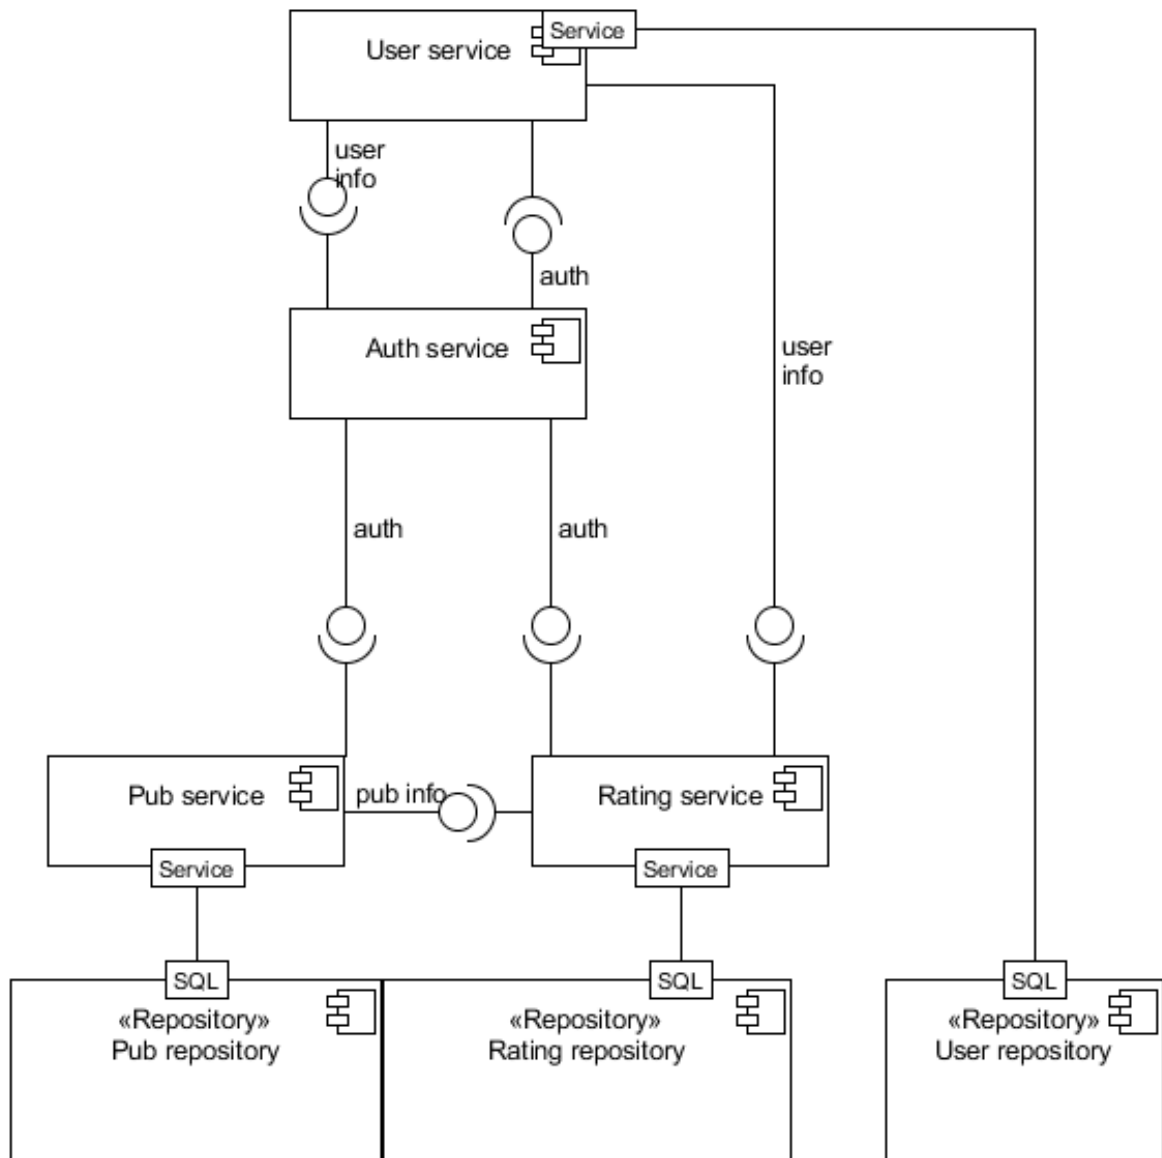 Service
User service
user
info
auth
Auth service
user
info
auth
auth
Pub service
pub info
Rating service
Service
Service
SQL
SQL
SQL
«Repository»
Pub repository
«Repository»
Rating repository
«Repository»
User repository